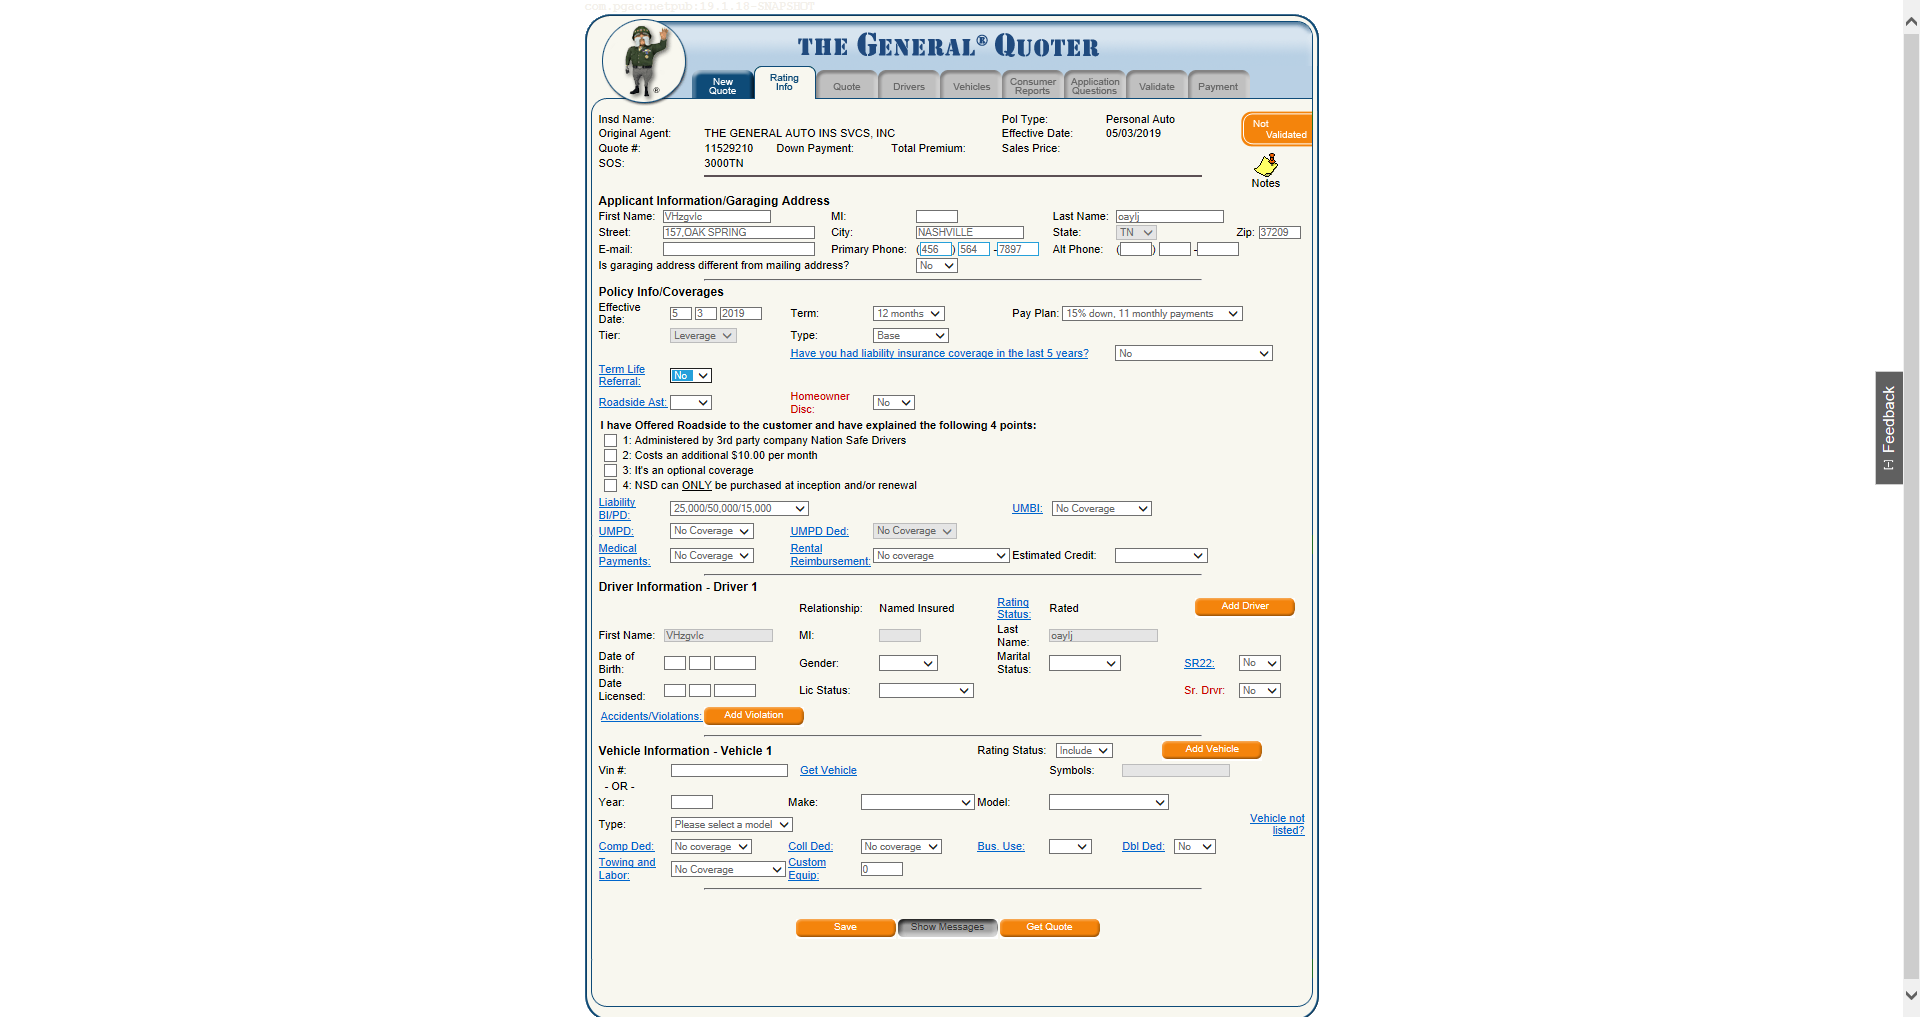 com.pgac:netpub:19.1.18-SNAPSHOT
THE GENERAL® QUOTER
New Quote
Rating Info
Quote
Drivers
Vehicles
Consumer Reports
Application Questions
Validate
Payment
Insd Name: Pol Type: Personal Auto
Not Validated
Original Agent: THE GENERAL AUTO INS SVCS, INC Effective Date: 05/03/2019
Quote #: 11529210 Down Payment: Total Premium: Sales Price:
SOS: 3000TN
Notes
Applicant Information/Garaging Address
First Name: VHzgvlc MI: Last Name: oaylj
Street: 157,OAK SPRING City: NASHVILLE State: TN Zip: 37209
E-mail: Primary Phone: (456) 564 -7897 Alt Phone: ( ) -
Is garaging address different from mailing address? No
Policy Info/Coverages
Effective Date: 5 3 2019 Term: 12 months Pay Plan: 15% down, 11 monthly payments
Tier: Leverage Type: Base
Have you had liability insurance coverage in the last 5 years? No
Term Life Referral: No
Roadside Ast: Homeowner Disc: No
I have Offered Roadside to the customer and have explained the following 4 points:
1: Administered by 3rd party company Nation Safe Drivers
2: Costs an additional $10.00 per month
3: It's an optional coverage
4: NSD can ONLY be purchased at inception and/or renewal
Liability BI/PD: 25,000/50,000/15,000 UMBI: No Coverage
UMPD: No Coverage UMPD Ded: No Coverage
Medical Payments: No Coverage Rental Reimbursement: No coverage Estimated Credit:
Driver Information - Driver 1
Relationship: Named Insured Rating Status: Rated Add Driver
First Name: VHzgvlc MI: Last Name: oaylj
Date of Birth: Gender: Marital Status: SR22: No
Date Licensed: Lic Status: Sr. Drvr: No
Accidents/Violations: Add Violation
Vehicle Information - Vehicle 1 Rating Status: Include Add Vehicle
Vin #: Get Vehicle Symbols:
- OR -
Year: Make: Model:
Type: Please select a model Vehicle not listed?
Comp Ded: No coverage Coll Ded: No coverage Bus. Use: Dbl Ded: No
Towing and Labor: No Coverage Custom Equip: 0
Save Show Messages Get Quote
[-] Feedback